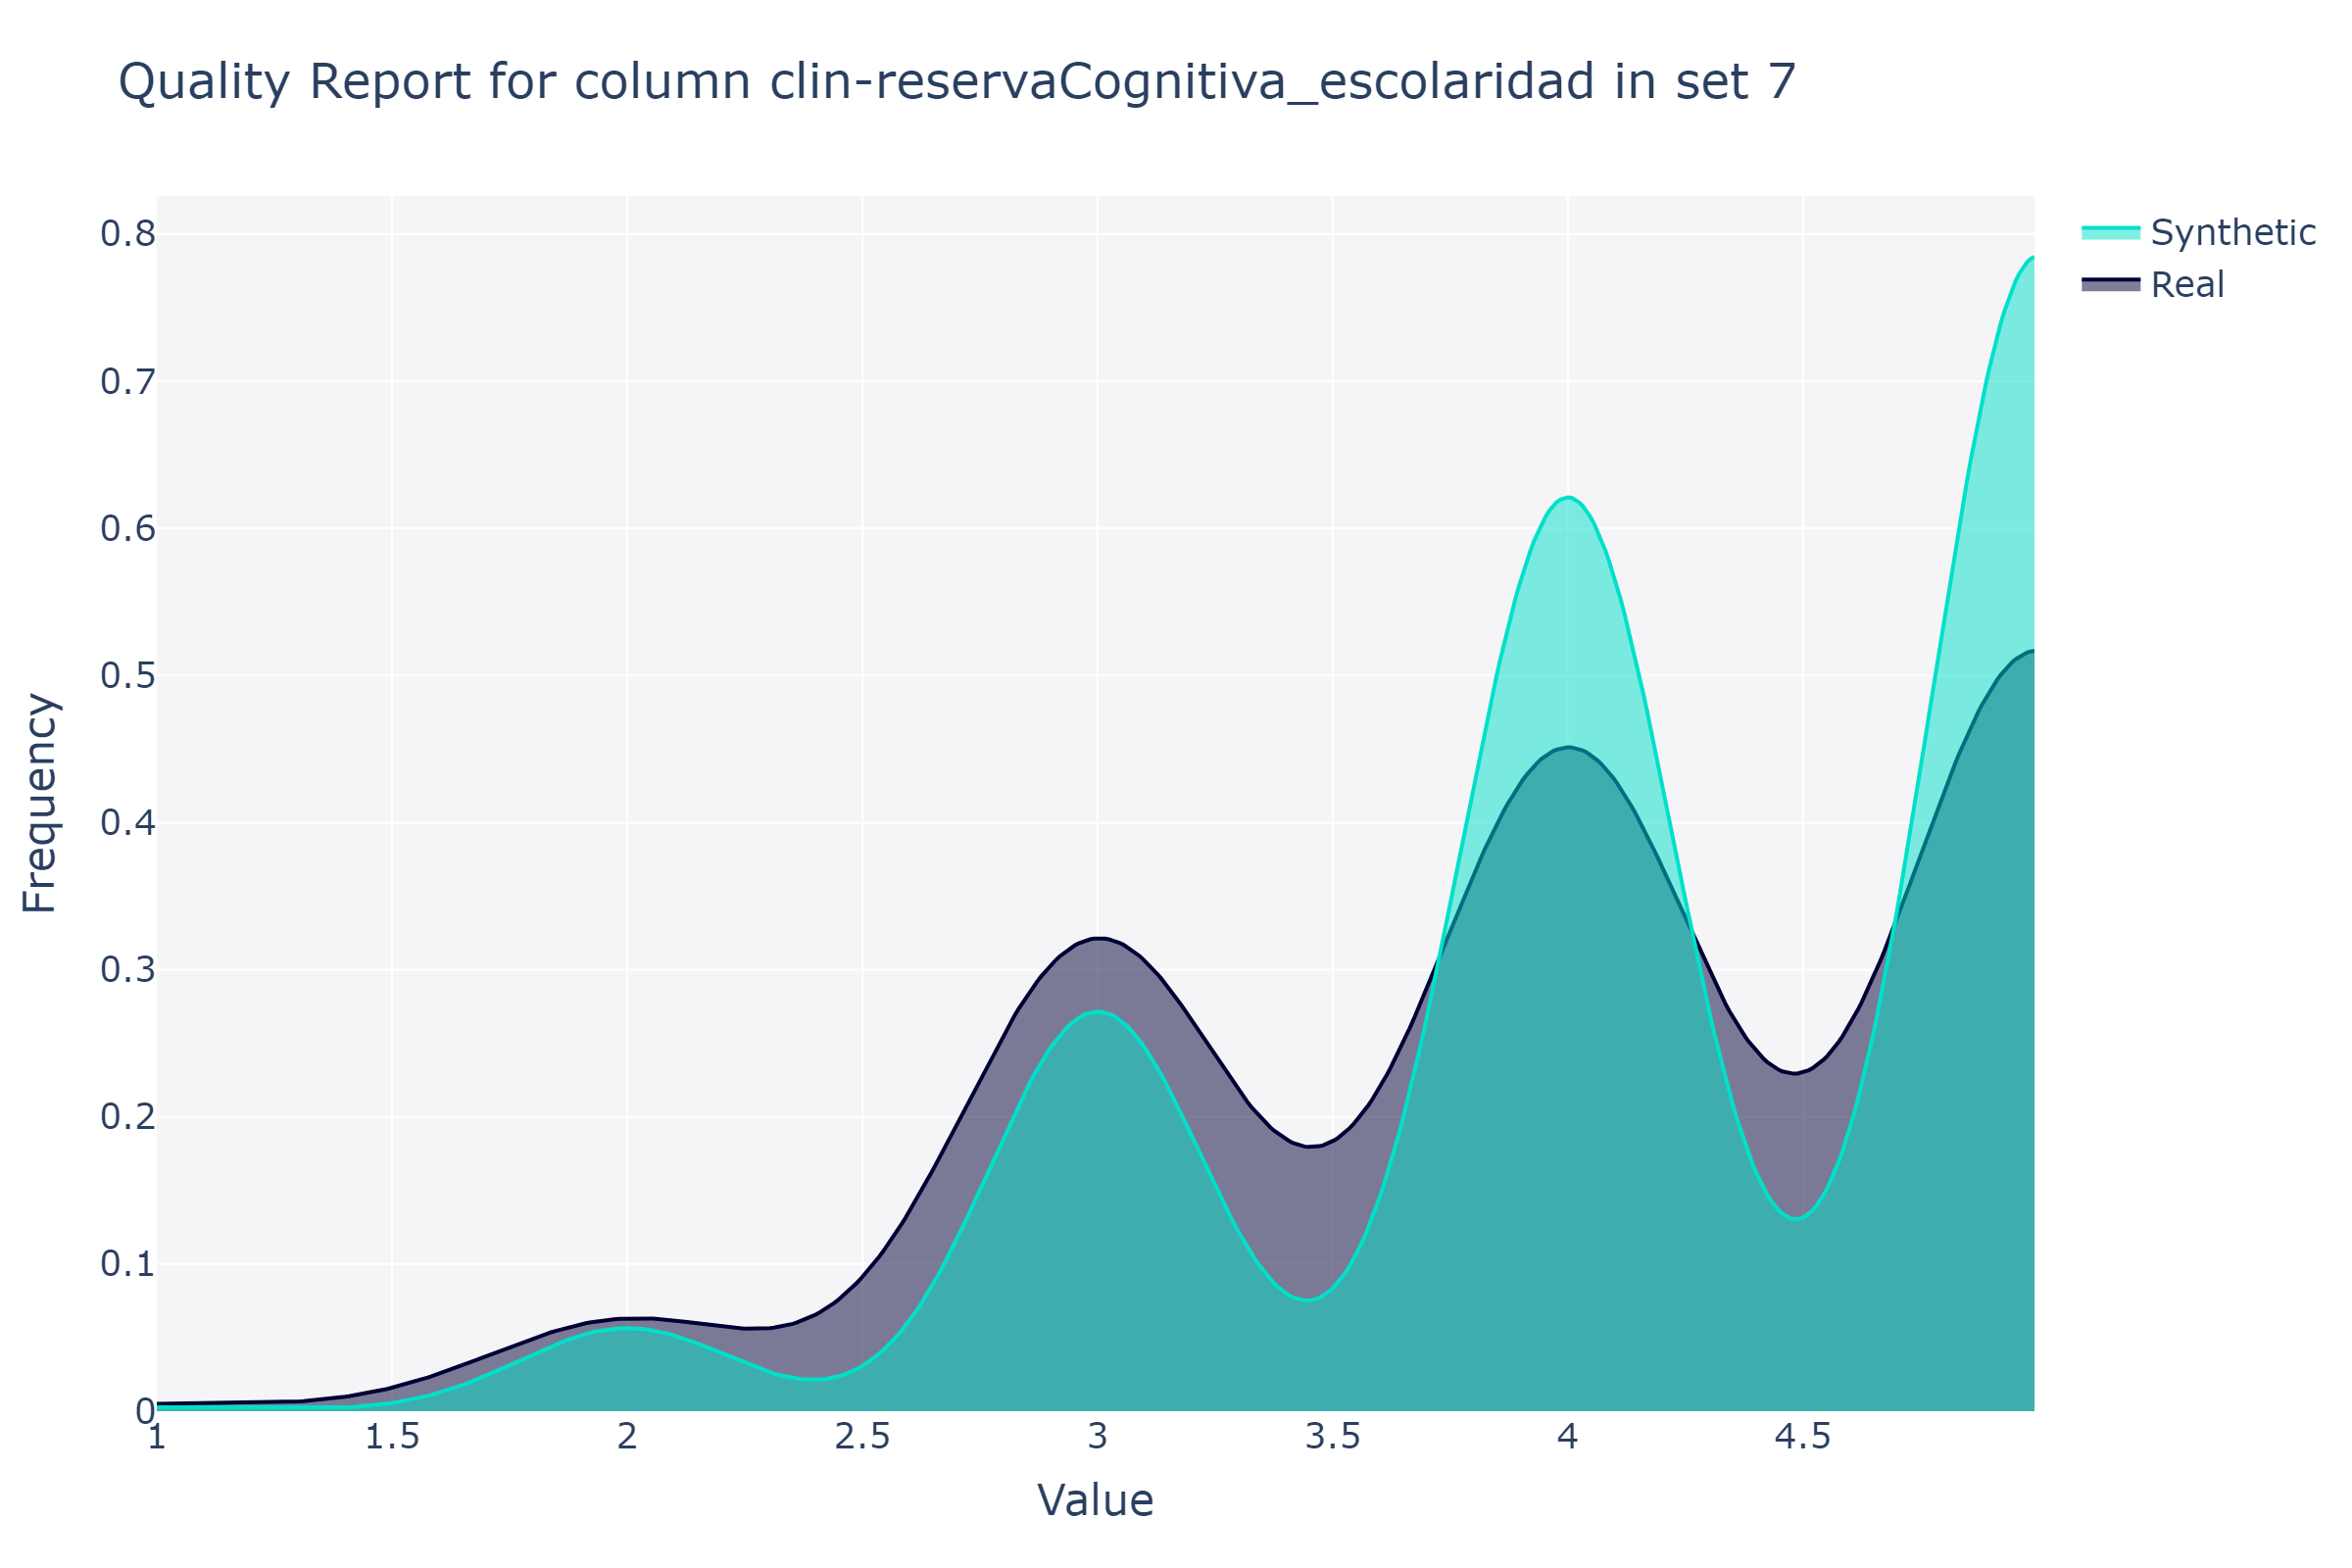 Quality Report for column clin-reservaCognitiva_escolaridad in set 7
Synthetic
Real
0.8
0.7
0.6
0.5
0.4
0.3
0.2
0.1
0
Frequency
1 1.5 2 2.5 3 3.5 4 4.5
Value